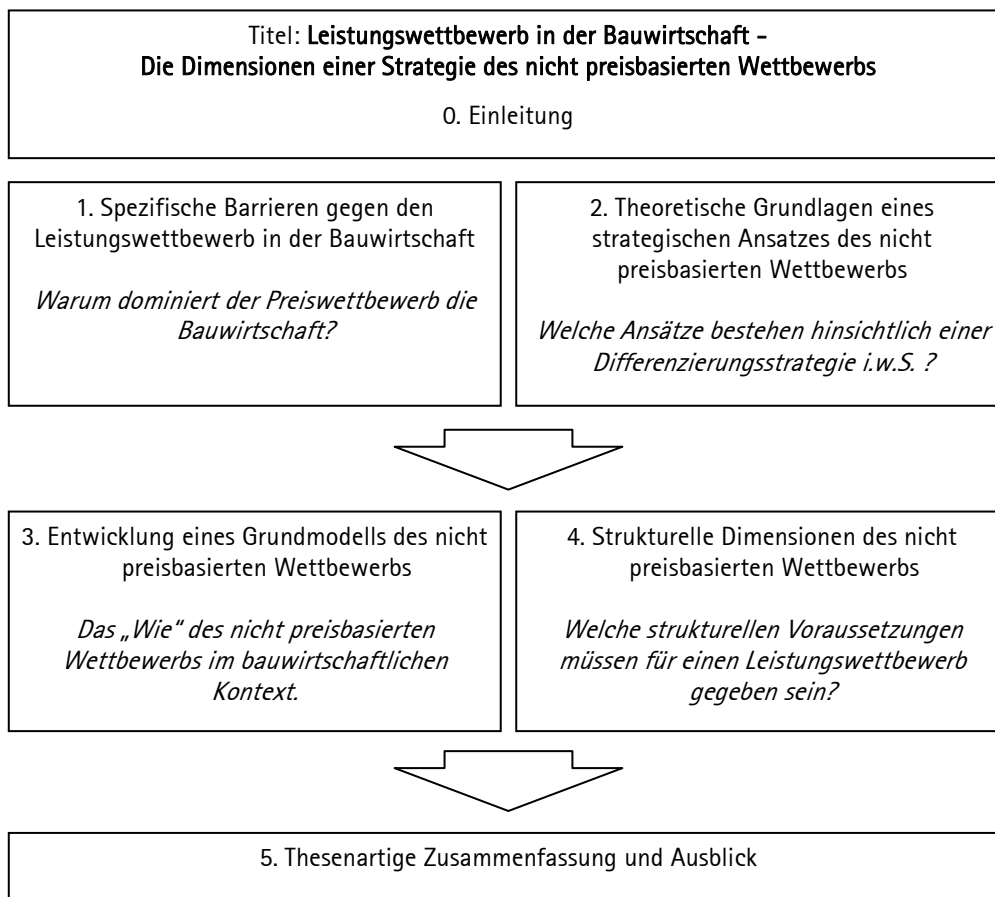 Titel: Leistungswettbewerb in der Bauwirtschaft –
Die Dimensionen einer Strategie des nicht preisbasierten Wettbewerbs
0. Einleitung
1. Spezifische Barrieren gegen den
Leistungswettbewerb in der Bauwirtschaft
Warum dominiert der Preiswettbewerb die
Bauwirtschaft?
2. Theoretische Grundlagen eines
strategischen Ansatzes des nicht
preisbasierten Wettbewerbs
Welche Ansätze bestehen hinsichtlich einer
Differenzierungsstrategie i.w.S. ?
3. Entwicklung eines Grundmodells des nicht
preisbasierten Wettbewerbs
Das „Wie“ des nicht preisbasierten
Wettbewerbs im bauwirtschaftlichen
Kontext.
4. Strukturelle Dimensionen des nicht
preisbasierten Wettbewerbs
Welche strukturellen Voraussetzungen
müssen für einen Leistungswettbewerb
gegeben sein?
5. Thesenartige Zusammenfassung und Ausblick